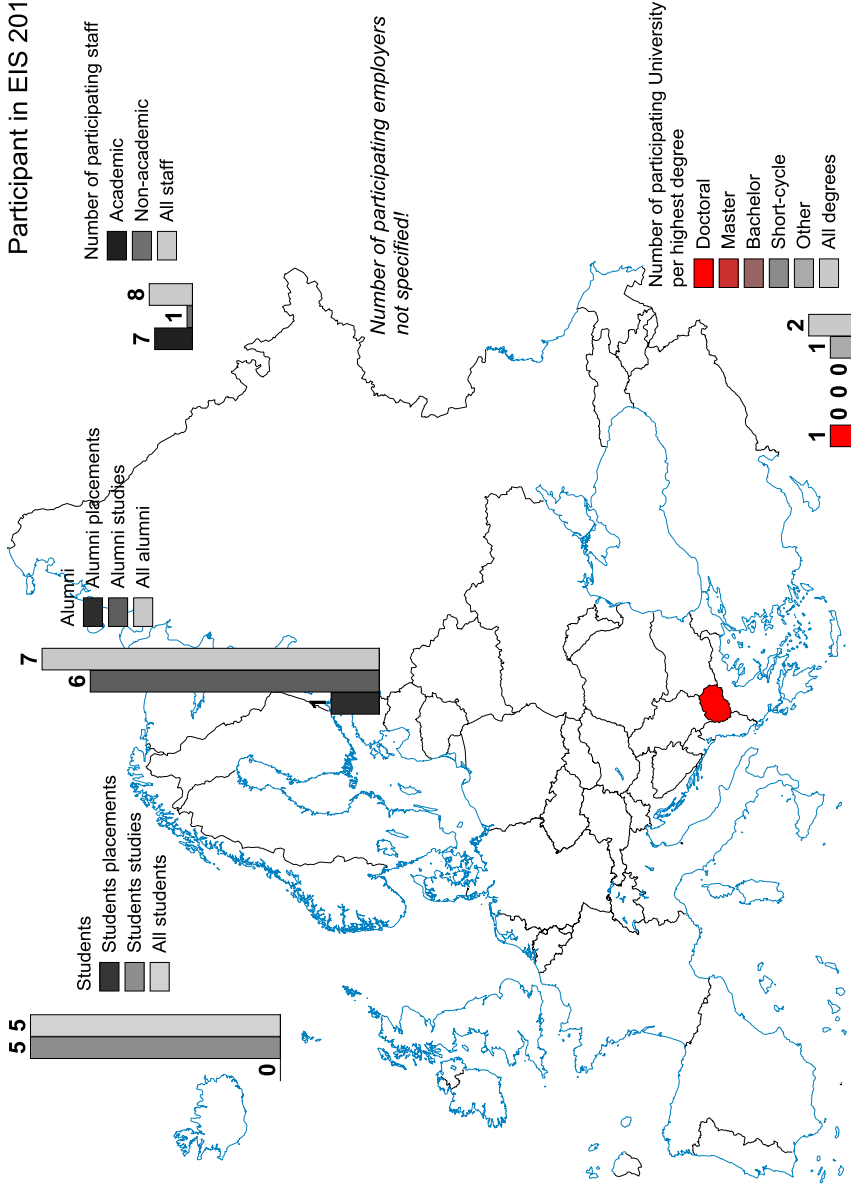 Participant in EIS 201
Number of participating staff
Academic
Non-academic
All staff
7 1 8
Number of participating employers
not specified!
Alumni
Alumni placements
Alumni studies
All alumni
1 6 7
Students
Students placements
Students studies
All students
0 5 5
Number of participating University
per highest degree
Doctoral
Master
Bachelor
Short-cycle
Other
All degrees
1 0 0 0 1 2